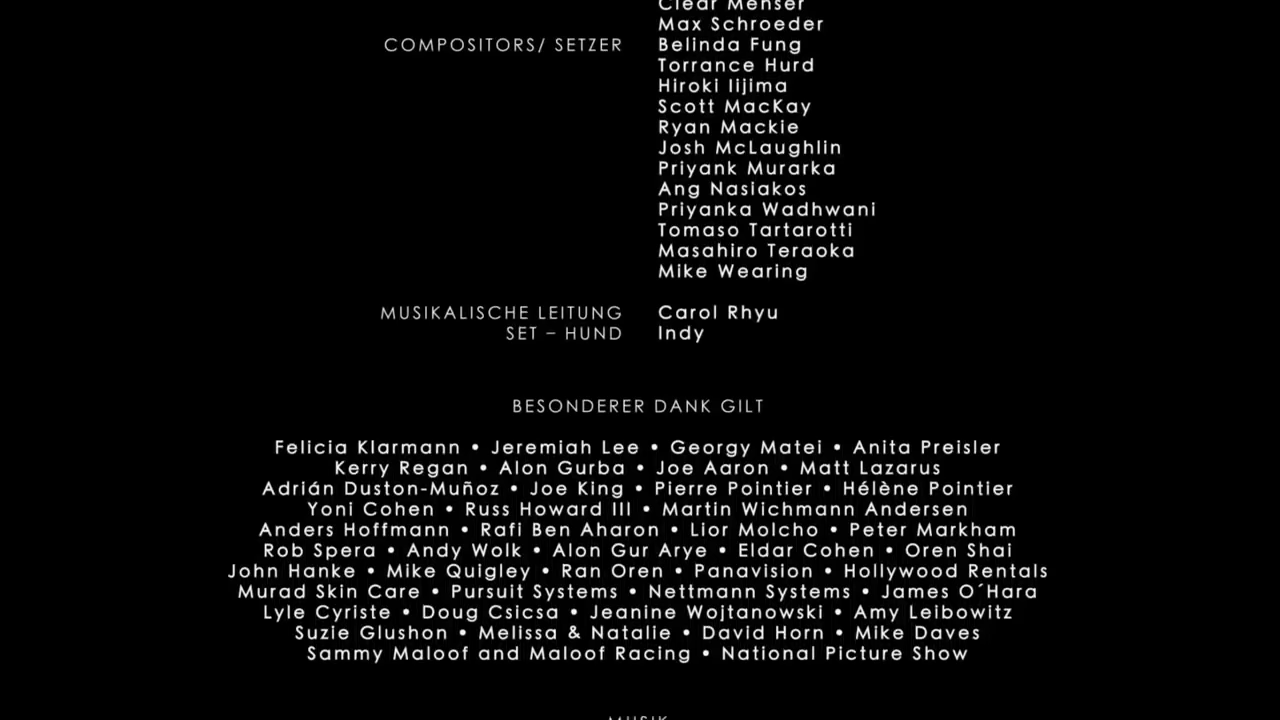 Clear Menser
Max Schroeder
COMPOSITORS/ SETZER Belinda Fung
Torrance Hurd
Hiroki Iijima
Scott MacKay
Ryan Mackie
Josh McLaughlin
Priyank Murarka
Ang Nasiakos
Priyanka Wadhwani
Tomaso Tartarotti
Masahiro Teraoka
Mike Wearing
MUSIKALISCHE LEITUNG Carol Rhyu
SET – HUND Indy
BESONDERER DANK GILT
Felicia Klarmann • Jeremiah Lee • Georgy Matei • Anita Preisler
Kerry Regan • Alon Gurba • Joe Aaron • Matt Lazarus
Adrián Duston-Muñoz • Joe King • Pierre Pointier • Hélène Pointier
Yoni Cohen • Russ Howard III • Martin Wichmann Andersen
Anders Hoffmann • Rafi Ben Aharon • Lior Molcho • Peter Markham
Rob Spera • Andy Wolk • Alon Gur Arye • Eldar Cohen • Oren Shai
John Hanke • Mike Quigley • Ran Oren • Panavision • Hollywood Rentals
Murad Skin Care • Pursuit Systems • Nettmann Systems • James O´Hara
Lyle Cyriste • Doug Csicsa • Jeanine Wojtanowski • Amy Leibowitz
Suzie Glushon • Melissa & Natalie • David Horn • Mike Daves
Sammy Maloof and Maloof Racing • National Picture Show
MUSIK